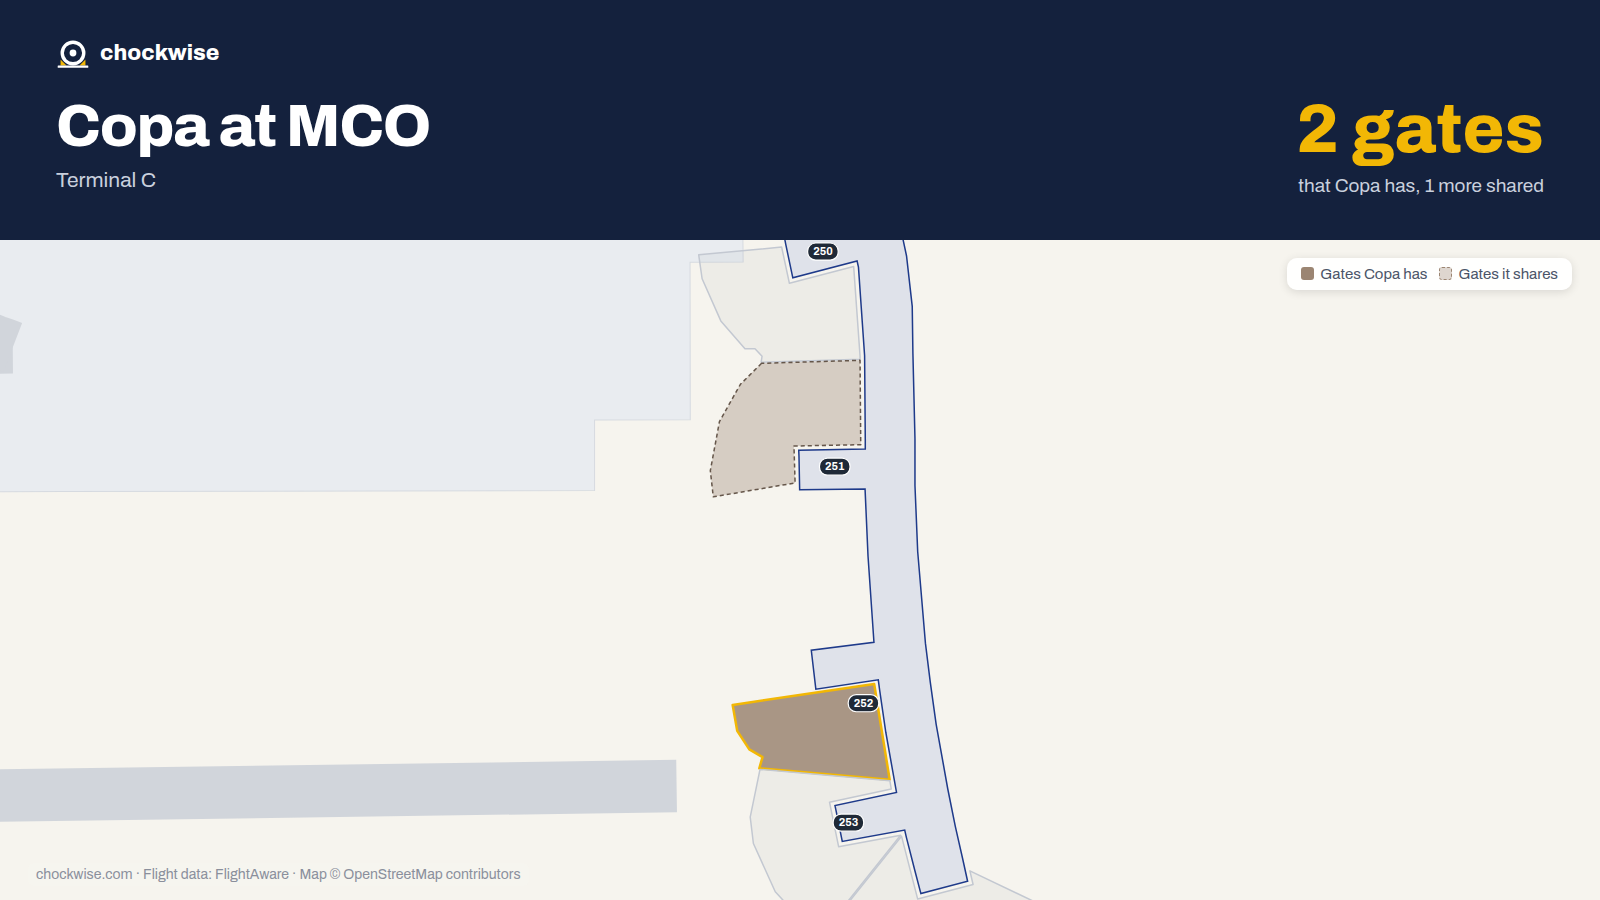 chockwise
Copa at MCO
Terminal C
2 gates
that Copa has, 1 more shared
Gates Copa has
Gates it shares
250
251
252
253
chockwise.com · Flight data: FlightAware · Map © OpenStreetMap contributors